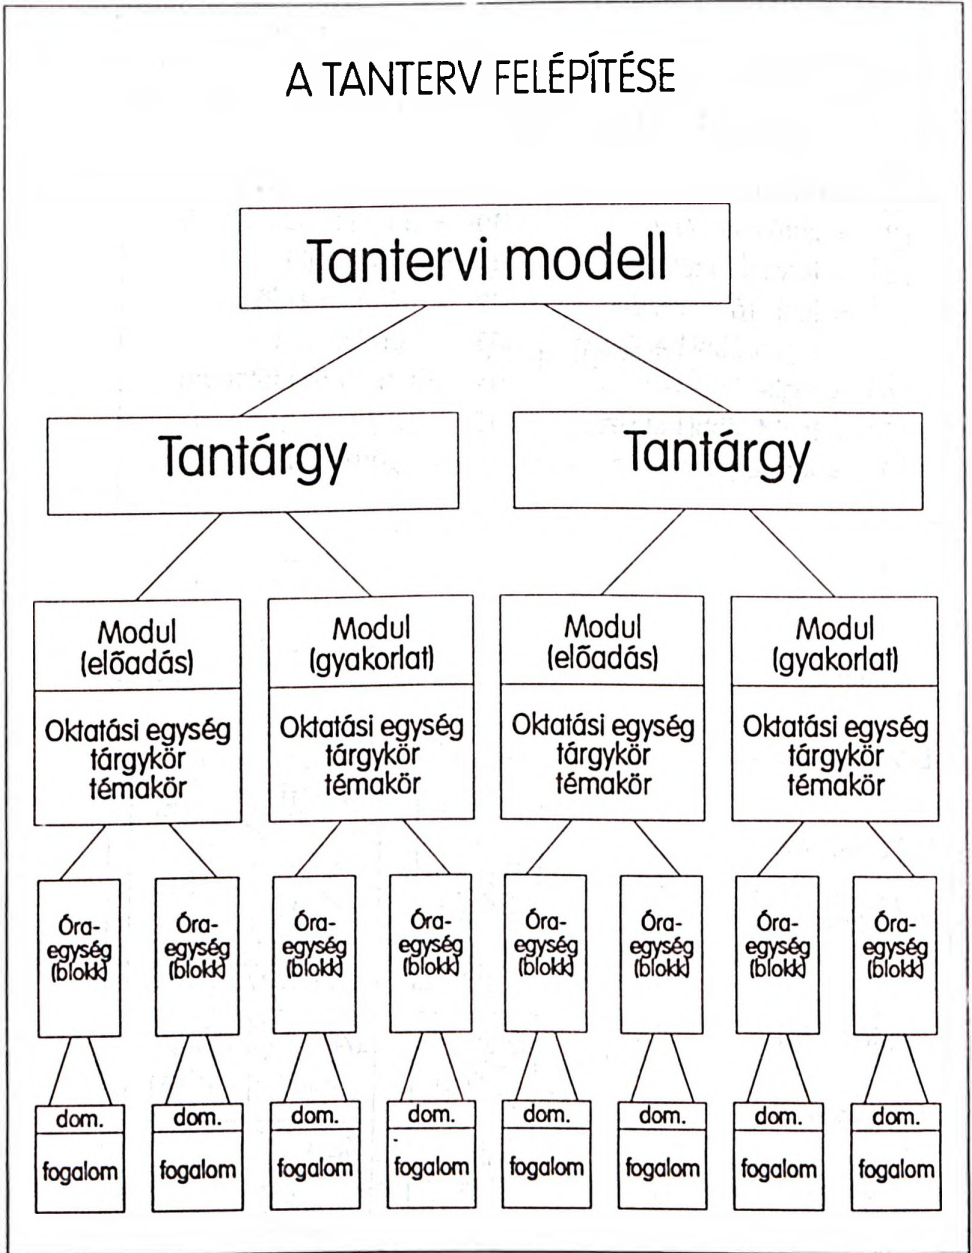 A TANTERV FELÉPÍTÉSE
Tantervi modell
Tantárgy
Tantárgy
Modul
(előadás)
Oktatási egység
tárgykör
témakör
Modul
(gyakorlat)
Oktatási egység
tárgykör
témakör
Modul
(előadás)
Oktatási egység
tárgykör
témakör
Modul
(gyakorlat)
Oktatási egység
tárgykör
témakör
Óra-
egység
(blokk)
Óra-
egység
(blokk)
Óra-
egység
(blokk)
Óra-
egység
(blokk)
Óra-
egység
(blokk)
Óra-
egység
(blokk)
Óra-
egység
(blokk)
Óra-
egység
(blokk)
dom.
fogalom
dom.
fogalom
dom.
fogalom
dom.
fogalom
dom.
fogalom
dom.
fogalom
dom.
fogalom
dom.
fogalom